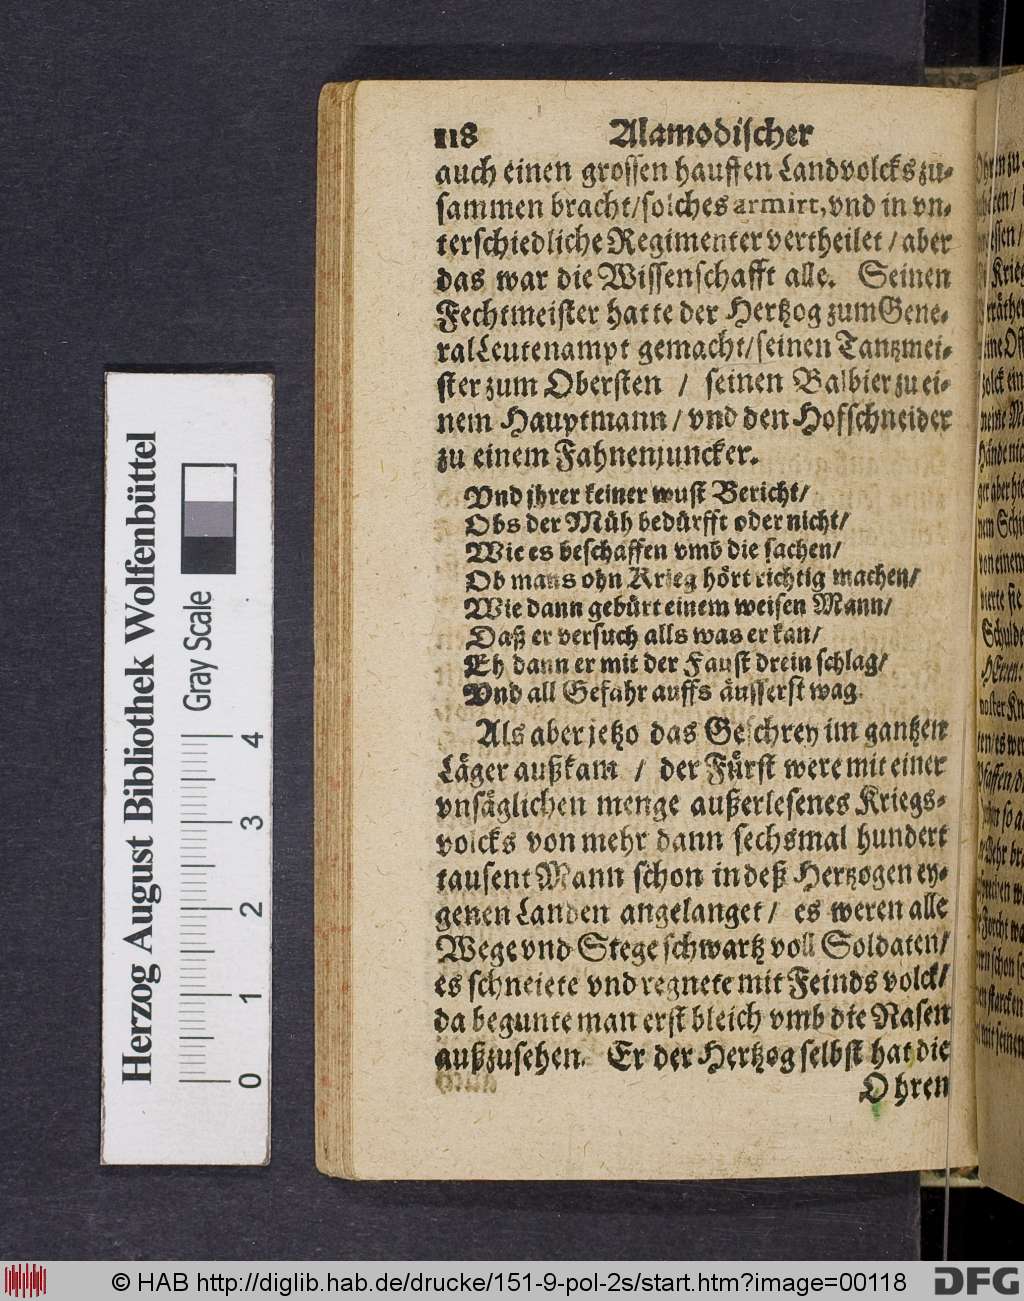 118 Alamodischer
auch einen grossen hauffen Landvolcks zu-
sammen bracht/solches armirt, vnd in vn-
terschiedliche Regimenter vertheilet / aber
das war die Wissenschafft alle. Seinen
Fechtmeister hatte der Hertzog zum Gene-
ral Leutenampt gemacht/seinen Tantzmei-
ster zum Obersten / seinen Balbier zu ei-
nem Hauptmann / vnd den Hofschneider
zu einem Fahnenjuncker.
Vnd jhrer keiner wust Bericht/
Obs der Müh bedürfft oder nicht/
Wie es beschaffen vmb die sachen/
Ob mans ohn Krieg hört richtig machen/
Wie dann gebürt einem weisen Mann/
Daß er versuch alls was er kan/
Eh dann er mit der Faust drein schlag/
Vnd all Gefahr auffs äusserst wag.
Als aber jetzo das Geschrey im gantzen
Läger außkam / der Fürst were mit einer
vnsäglichen menge außerlesenes Kriegs-
volcks von mehr dann sechsmal hundert
tausent Mann schon in deß Hertzogen ey-
genen Landen angelanget / es weren alle
Wege vnd Stege schwartz voll Soldaten/
es schneiete vnd regnete mit Feinds volck/
da begunte man erst bleich vmb die Nasen
außzusehen. Er der Hertzog selbst hat die
Ohren
Herzog August Bibliothek Wolfenbüttel
Gray Scale
0 1 2 3 4
© HAB http://diglib.hab.de/drucke/151-9-pol-2s/start.htm?image=00118
DFG